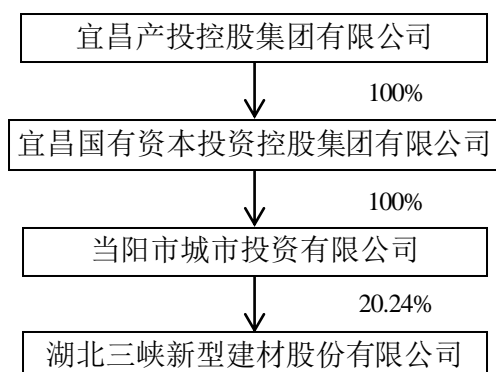 宜昌产投控股集团有限公司
100%
宜昌国有资本投资控股集团有限公司
100%
当阳市城市投资有限公司
20.24%
湖北三峡新型建材股份有限公司